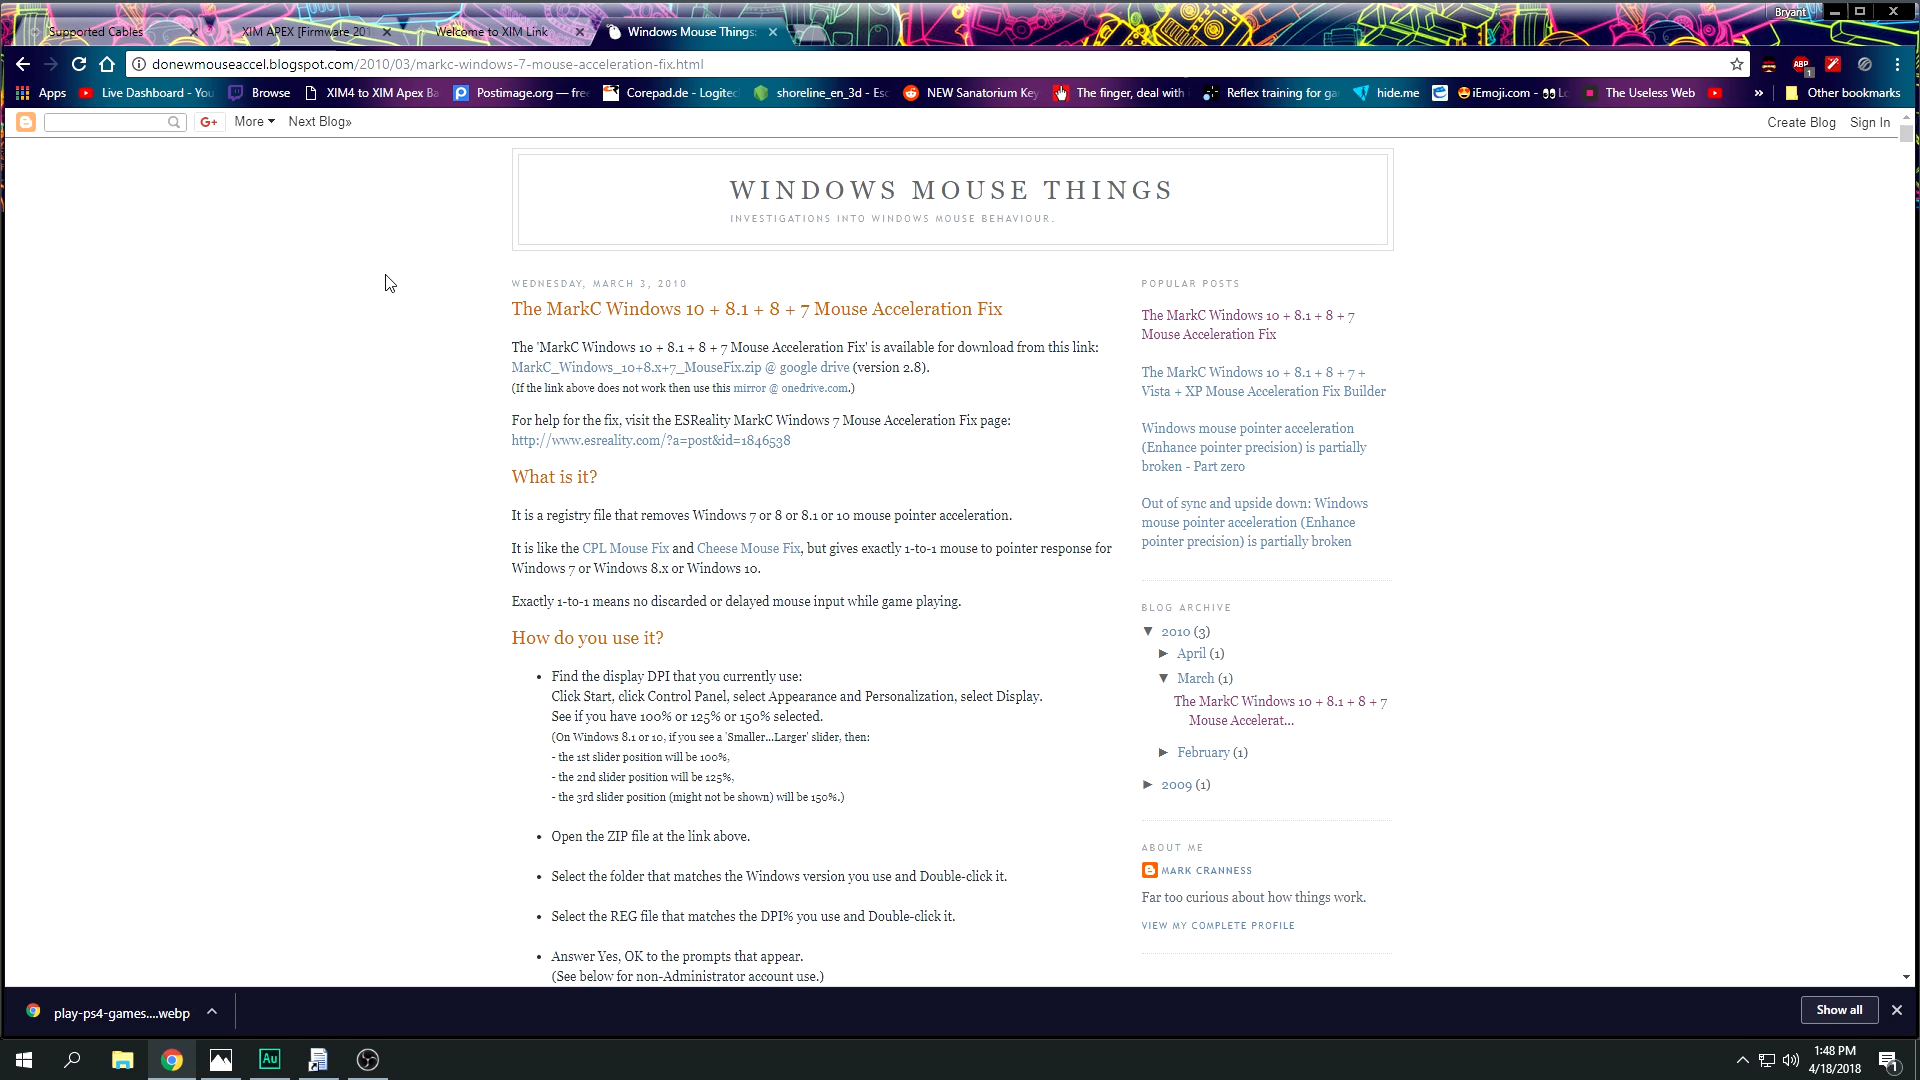 Bryant
Supported Cables
XIM APEX [Firmware 201
Welcome to XIM Link
Windows Mouse Things:
donewmouseaccel.blogspot.com/2010/03/markc-windows-7-mouse-acceleration-fix.html
ABP
1
Apps
Live Dashboard - You
Browse
XIM4 to XIM Apex Ba
Postimage.org — free
Corepad.de - Logitec
shoreline_en_3d - Esc
NEW Sanatorium Key
The finger, deal with i
Reflex training for ga
hide.me
iEmoji.com -
The Useless Web
»
Other bookmarks
G+
More
Next Blog»
Create Blog
Sign In
WINDOWS MOUSE THINGS
INVESTIGATIONS INTO WINDOWS MOUSE BEHAVIOUR.
WEDNESDAY, MARCH 3, 2010
The MarkC Windows 10 + 8.1 + 8 + 7 Mouse Acceleration Fix
The 'MarkC Windows 10 + 8.1 + 8 + 7 Mouse Acceleration Fix' is available for download from this link:
MarkC_Windows_10+8.x+7_MouseFix.zip @ google drive (version 2.8).
(If the link above does not work then use this mirror @ onedrive.com.)
For help for the fix, visit the ESReality MarkC Windows 7 Mouse Acceleration Fix page:
http://www.esreality.com/?a=post&id=1846538
What is it?
It is a registry file that removes Windows 7 or 8 or 8.1 or 10 mouse pointer acceleration.
It is like the CPL Mouse Fix and Cheese Mouse Fix, but gives exactly 1-to-1 mouse to pointer response for
Windows 7 or Windows 8.x or Windows 10.
Exactly 1-to-1 means no discarded or delayed mouse input while game playing.
How do you use it?
• Find the display DPI that you currently use:
Click Start, click Control Panel, select Appearance and Personalization, select Display.
See if you have 100% or 125% or 150% selected.
(On Windows 8.1 or 10, if you see a 'Smaller...Larger' slider, then:
- the 1st slider position will be 100%,
- the 2nd slider position will be 125%,
- the 3rd slider position (might not be shown) will be 150%.)
• Open the ZIP file at the link above.
• Select the folder that matches the Windows version you use and Double-click it.
• Select the REG file that matches the DPI% you use and Double-click it.
• Answer Yes, OK to the prompts that appear.
(See below for non-Administrator account use.)
POPULAR POSTS
The MarkC Windows 10 + 8.1 + 8 + 7
Mouse Acceleration Fix
The MarkC Windows 10 + 8.1 + 8 + 7 +
Vista + XP Mouse Acceleration Fix Builder
Windows mouse pointer acceleration
(Enhance pointer precision) is partially
broken - Part zero
Out of sync and upside down: Windows
mouse pointer acceleration (Enhance
pointer precision) is partially broken
BLOG ARCHIVE
▼ 2010 (3)
► April (1)
▼ March (1)
The MarkC Windows 10 + 8.1 + 8 + 7
Mouse Accelerat...
► February (1)
► 2009 (1)
ABOUT ME
MARK CRANNESS
Far too curious about how things work.
VIEW MY COMPLETE PROFILE
play-ps4-games....webp
Show all
Au
1:48 PM
4/18/2018
1